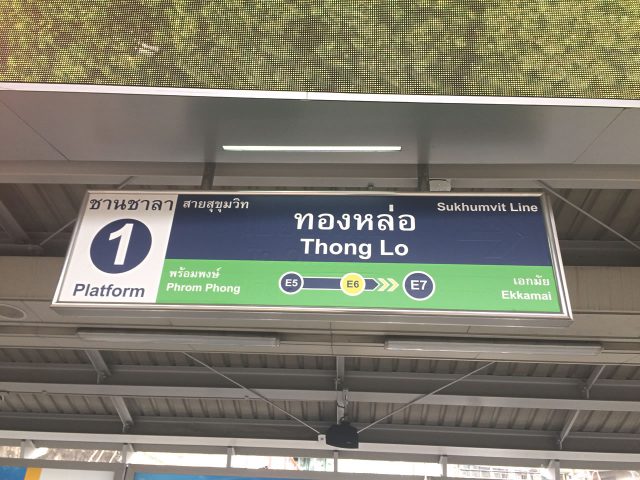 ชานชาลา
1
Platform
สายสุขุมวิท
Sukhumvit Line
ทองหล่อ
Thong Lo
พร้อมพงษ์
Phrom Phong
E5 E6 E7
เอกมัย
Ekkamai